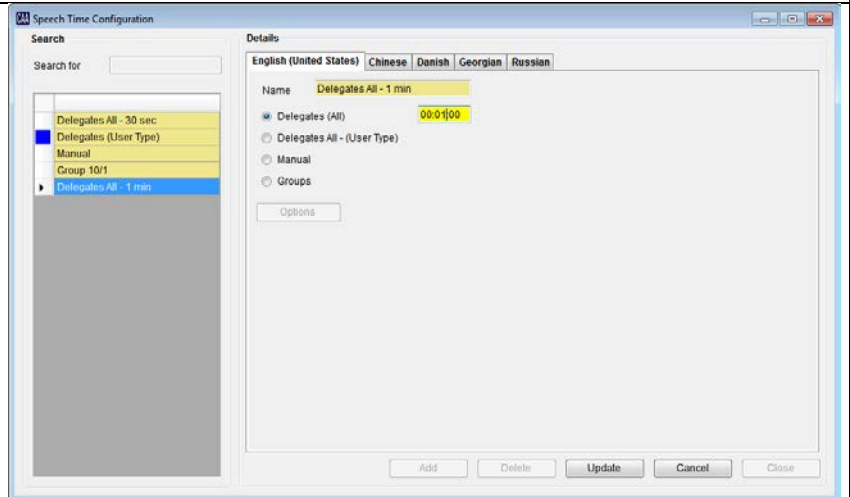 CAA Speech Time Configuration
Search
Search for
Delegates All - 30 sec
Delegates (User Type)
Manual
Group 10/1
Delegates All - 1 min
Details
English (United States) Chinese Danish Georgian Russian
Name Delegates All - 1 min
Delegates (All) 00:01:00
Delegates All - (User Type)
Manual
Groups
Options
Add Delete Update Cancel Close